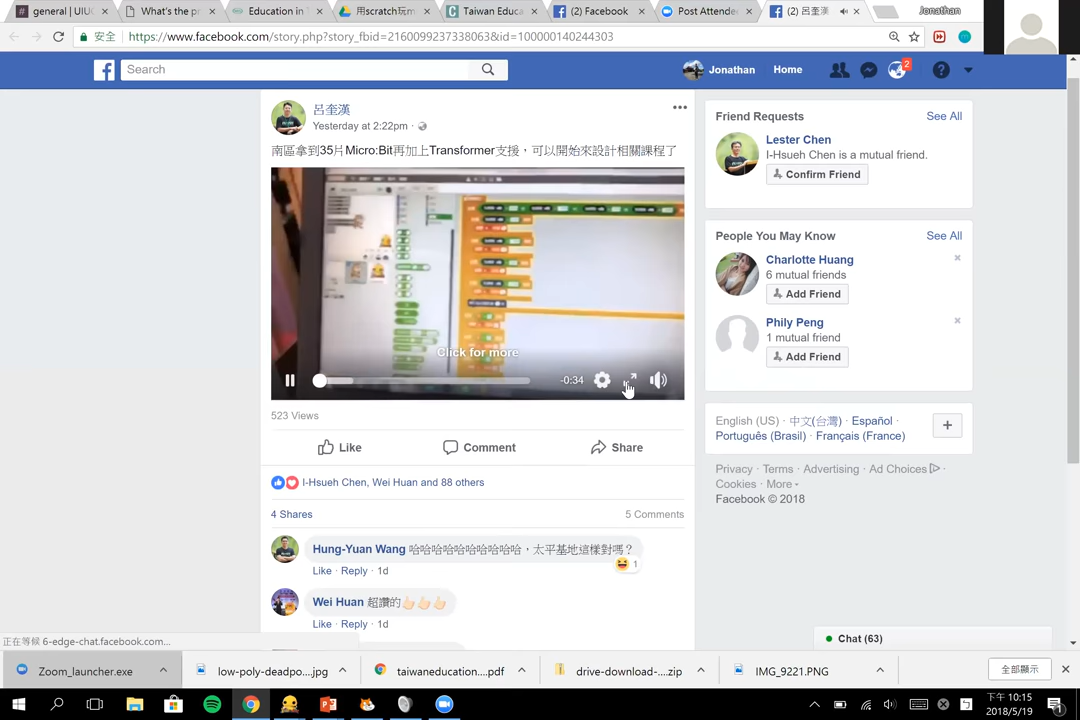 general | UIUC
What's the pr
Education in T
用scratch玩m
Taiwan Educa
(2) Facebook
Post Attende
(2) 呂奎漢
Jonathan
安全
https://www.facebook.com/story.php?story_fbid=2160099237338063&id=100000140244303
Search
Jonathan
Home
2
呂奎漢
Yesterday at 2:22pm ·
南區拿到35片Micro:Bit再加上Transformer支援，可以開始來設計相關課程了
Click for more
-0:34
523 Views
Like
Comment
Share
I-Hsueh Chen, Wei Huan and 88 others
4 Shares
5 Comments
Hung-Yuan Wang 哈哈哈哈哈哈哈哈哈哈，太平基地這樣對嗎？
1
Like · Reply · 1d
Wei Huan 超讚的👍🏻👍🏻👍🏻
Like · Reply · 1d
Friend Requests
See All
Lester Chen
I-Hsueh Chen is a mutual friend.
Confirm Friend
People You May Know
See All
Charlotte Huang
6 mutual friends
Add Friend
Phily Peng
1 mutual friend
Add Friend
English (US) · 中文(台灣) · Español ·
Português (Brasil) · Français (France)
Privacy · Terms · Advertising · Ad Choices ·
Cookies · More
Facebook © 2018
Chat (63)
正在等候 6-edge-chat.facebook.com...
Zoom_launcher.exe
low-poly-deadpo....jpg
taiwaneducation....pdf
drive-download-....zip
IMG_9221.PNG
全部顯示
下午 10:15
2018/5/19
1